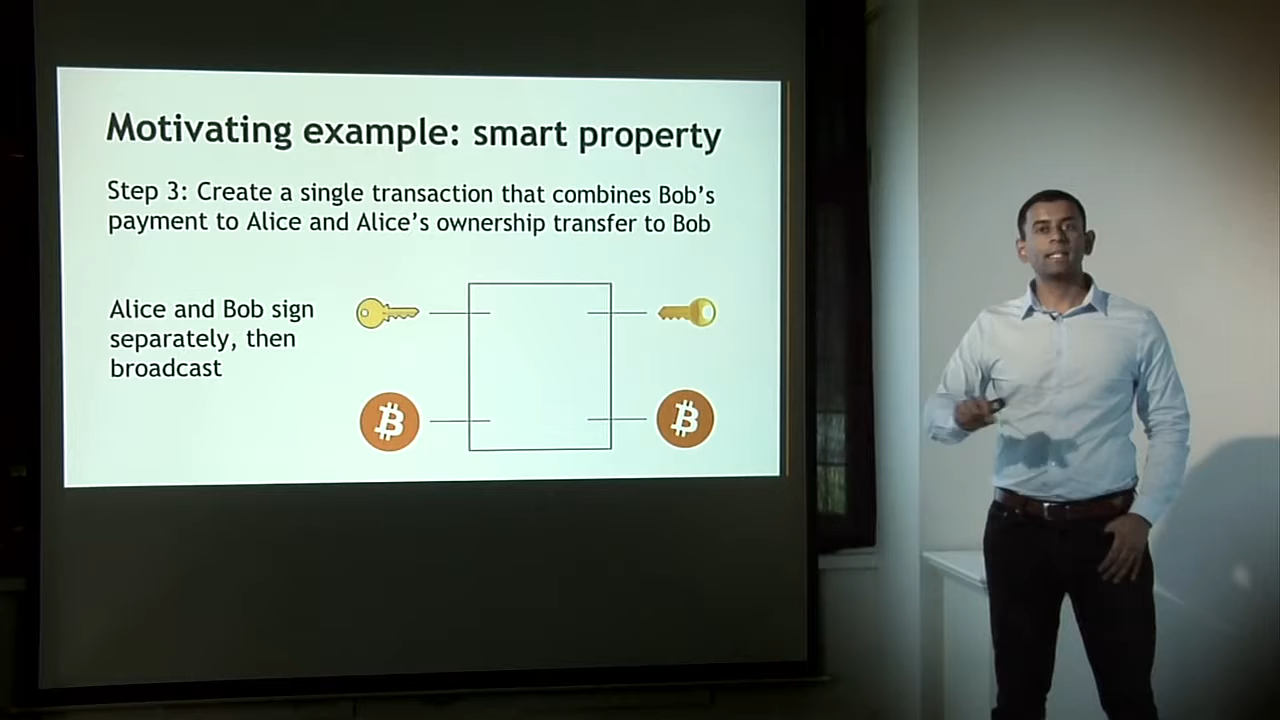 Motivating example: smart property
Step 3: Create a single transaction that combines Bob's
payment to Alice and Alice's ownership transfer to Bob
Alice and Bob sign
separately, then
broadcast